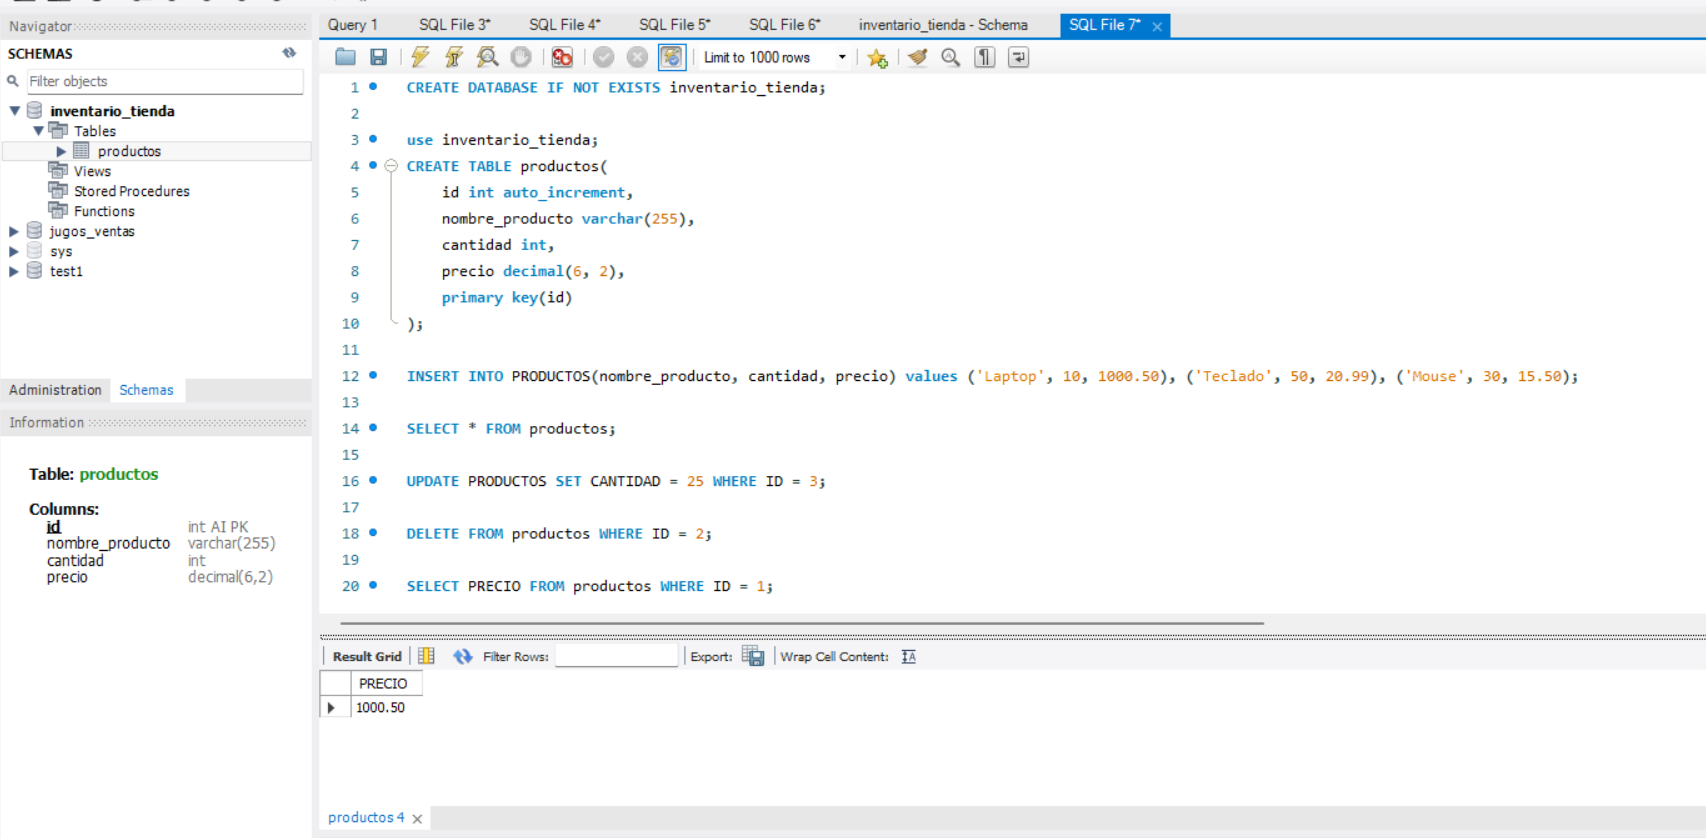 Navigator
SCHEMAS
Filter objects
inventario_tienda
Tables
productos
Views
Stored Procedures
Functions
jugos_ventas
sys
test1
Administration Schemas
Information
Table: productos
Columns:
id int AI PK
nombre_producto varchar(255)
cantidad int
precio decimal(6,2)
Query 1 SQL File 3* SQL File 4* SQL File 5* SQL File 6* inventario_tienda - Schema SQL File 7*
Limit to 1000 rows
1 CREATE DATABASE IF NOT EXISTS inventario_tienda;
2
3 use inventario_tienda;
4 CREATE TABLE productos(
5 id int auto_increment,
6 nombre_producto varchar(255),
7 cantidad int,
8 precio decimal(6, 2),
9 primary key(id)
10 );
11
12 INSERT INTO PRODUCTOS(nombre_producto, cantidad, precio) values ('Laptop', 10, 1000.50), ('Teclado', 50, 20.99), ('Mouse', 30, 15.50);
13
14 SELECT * FROM productos;
15
16 UPDATE PRODUCTOS SET CANTIDAD = 25 WHERE ID = 3;
17
18 DELETE FROM productos WHERE ID = 2;
19
20 SELECT PRECIO FROM productos WHERE ID = 1;
Result Grid Filter Rows: Export: Wrap Cell Content:
PRECIO
1000.50
productos 4